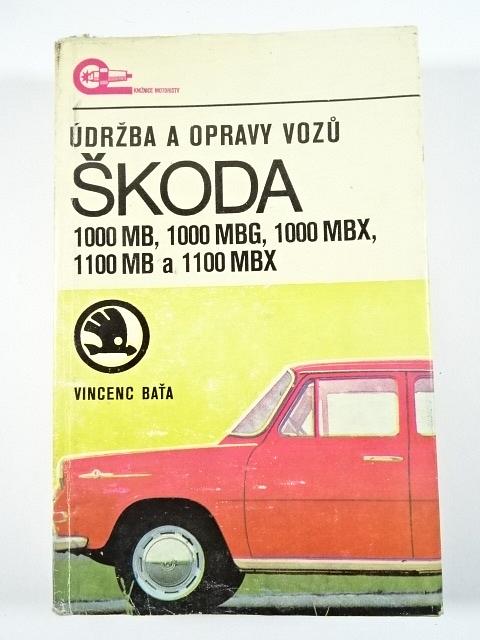 KNIŽNICE MOTORISTY
ÚDRŽBA A OPRAVY VOZŮ
ŠKODA
1000 MB, 1000 MBG, 1000 MBX,
1100 MB a 1100 MBX
VINCENC BAŤA